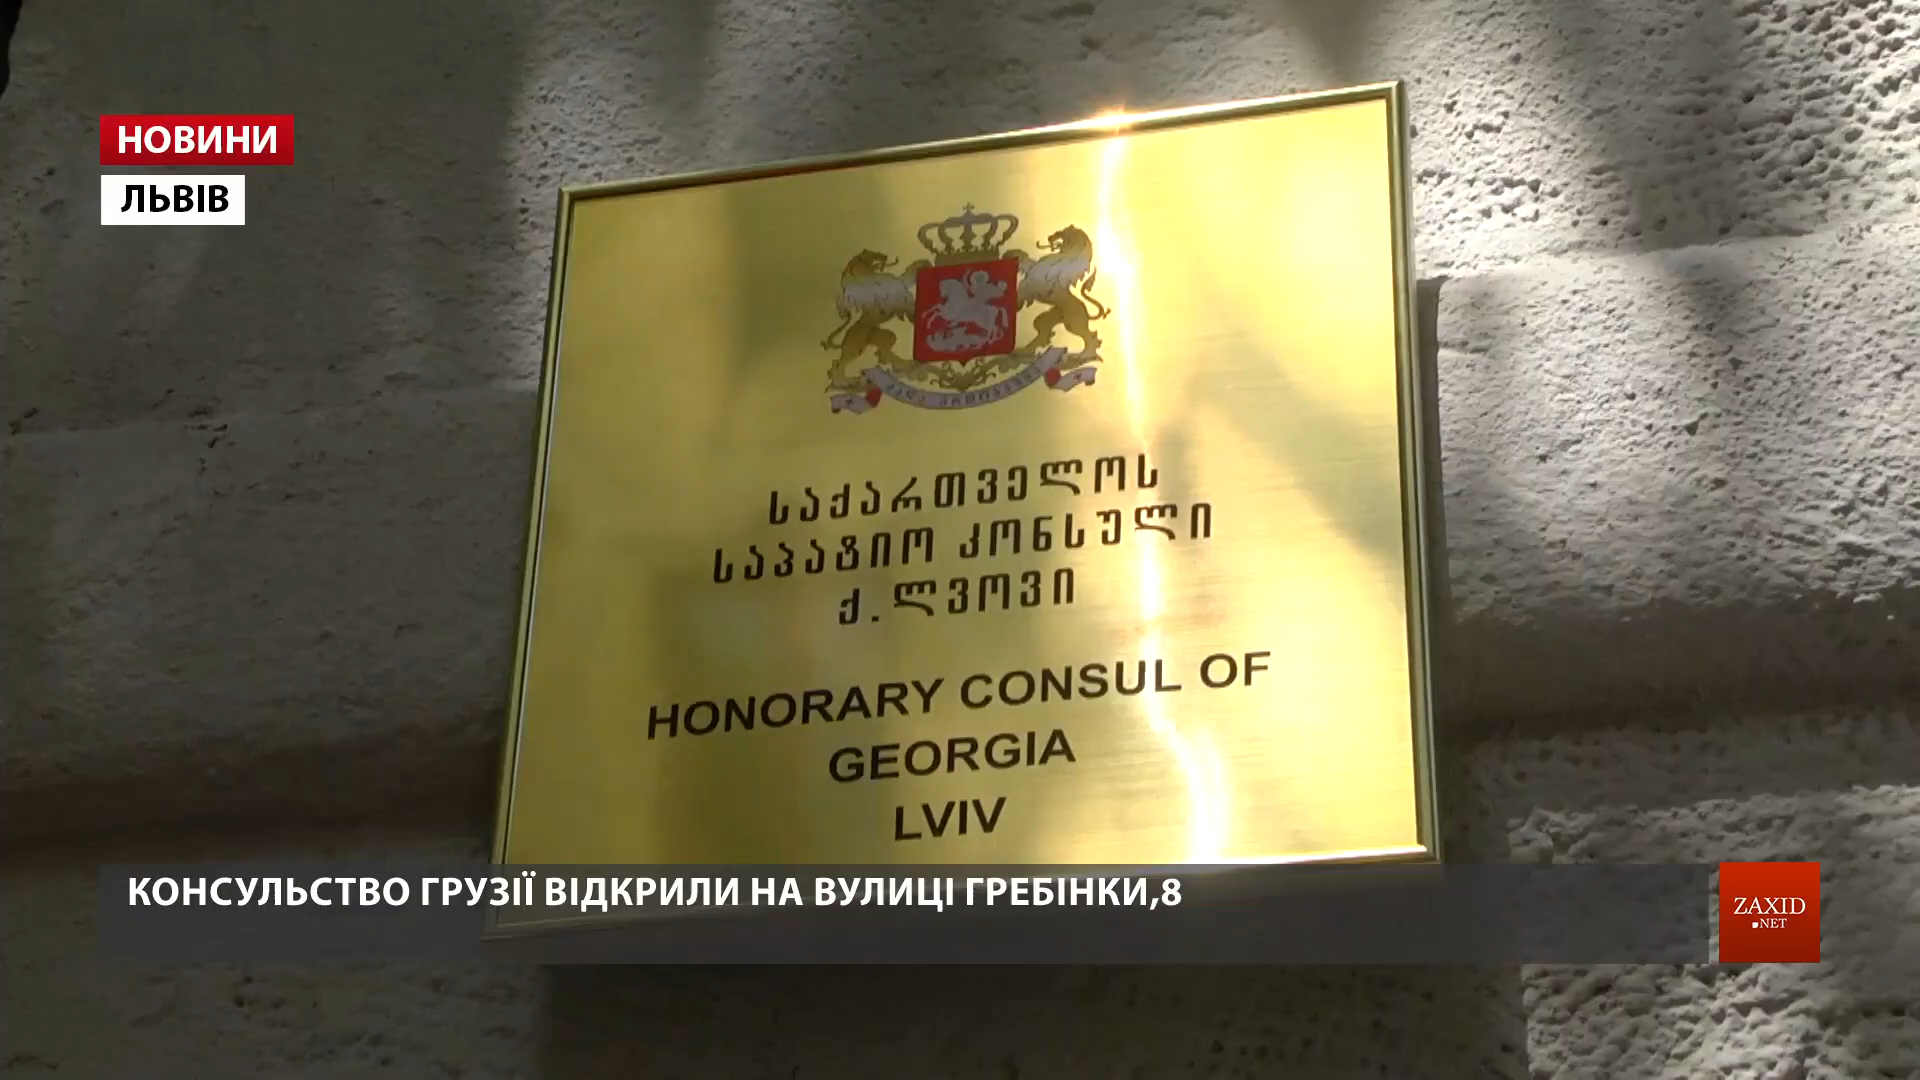 НОВИНИ
ЛЬВІВ
საქართველოს
საპატიო კონსული
ქ.ლვოვი
HONORARY CONSUL OF
GEORGIA
LVIV
КОНСУЛЬСТВО ГРУЗІЇ ВІДКРИЛИ НА ВУЛИЦІ ГРЕБІНКИ,8
ZAXID
.NET